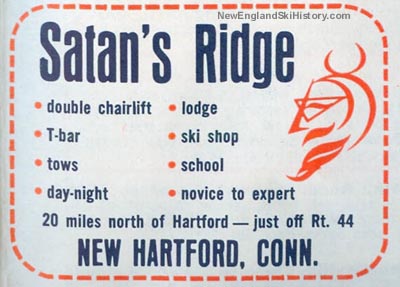 NewEnglandSkiHistory.com
Satan's Ridge
• double chairlift • lodge
• T-bar • ski shop
• tows • school
• day-night • novice to expert
20 miles north of Hartford — just off Rt. 44
NEW HARTFORD, CONN.